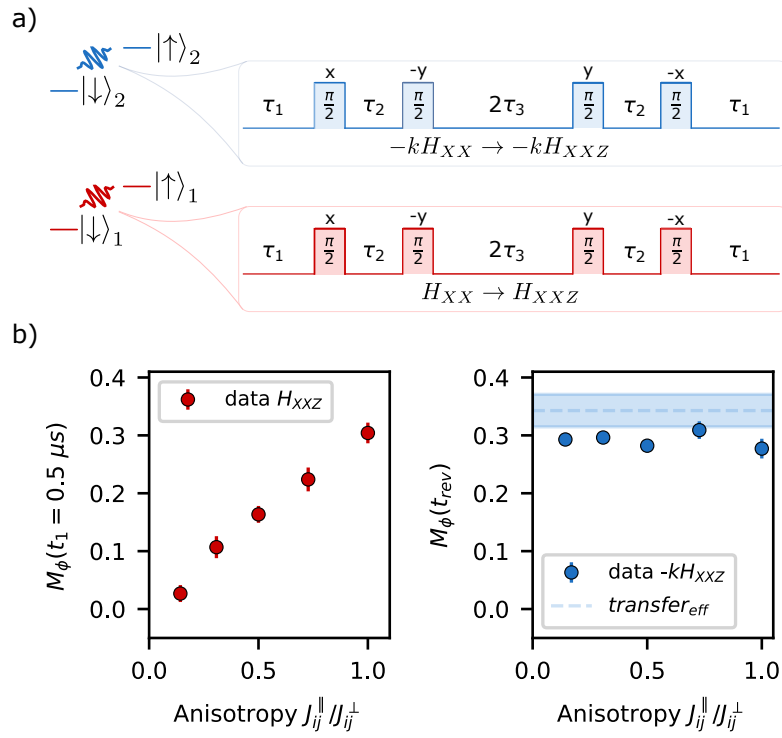 a)
|↑⟩₂
|↓⟩₂
x -y y -x
τ₁ π/2 τ₂ π/2 2τ₃ π/2 τ₂ π/2 τ₁
−kH_XX → −kH_XXZ
|↑⟩₁
|↓⟩₁
x -y y -x
τ₁ π/2 τ₂ π/2 2τ₃ π/2 τ₂ π/2 τ₁
H_XX → H_XXZ
b)
0.4
0.3
0.2
0.1
0.0
0.0 0.5 1.0
M_ϕ(t₁ = 0.5 μs)
Anisotropy J_ij^∥/J_ij^⊥
data H_XXZ
0.4
0.3
0.2
0.1
0.0
0.0 0.5 1.0
M_ϕ(t_rev)
Anisotropy J_ij^∥/J_ij^⊥
data -kH_XXZ
transfer_eff